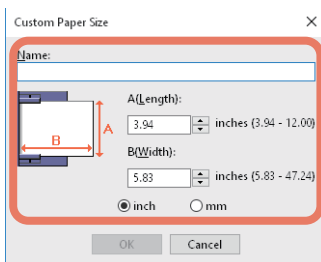 Custom Paper Size
Name:
A(Length):
3.94 inches (3.94 - 12.00)
A
B
B(Width):
5.83 inches (5.83 - 47.24)
inch mm
OK Cancel